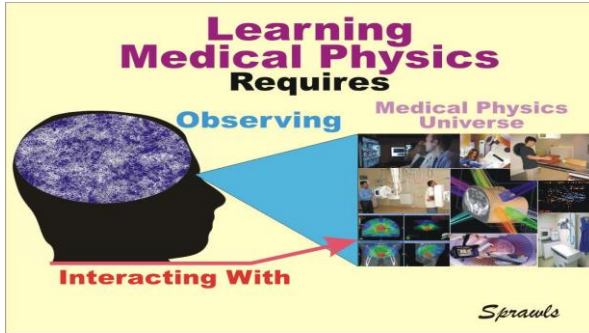 Learning
Medical Physics
Requires
Observing
Medical Physics
Universe
Interacting With
Sprawls